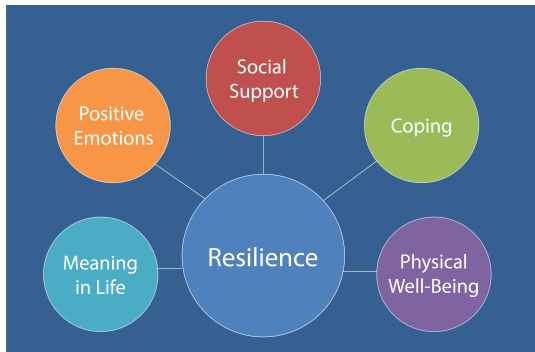 Social
Support
Positive
Emotions
Coping
Meaning
in Life
Resilience
Physical
Well-Being